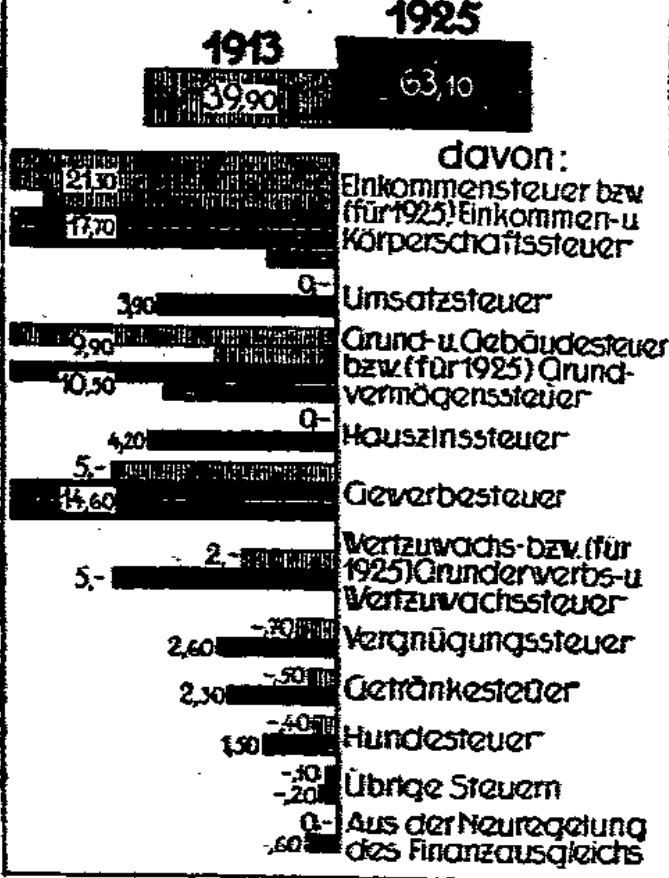 1913
1925
39,90
63,10
davon:
21,30
17,70
Einkommensteuer bzw
(für 1925) Einkommen- u
Körperschaftssteuer
0,-
3,90
Umsatzsteuer
9,90
10,50
Grund- u. Gebäudesteuer
bzw. (für 1925) Grund-
vermögenssteuer
0,-
4,20
Hauszinssteuer
5,-
14,60
Gewerbesteuer
2,-
5,-
Wertzuwachs- bzw. (für
1925) Grunderwerbs- u
Wertzuwachssteuer
-,70
2,60
Vergnügungssteuer
-,50
2,30
Getränkesteuer
-,40
1,50
Hundesteuer
-,10
-,20
Übrige Steuern
0,-
-,60
Aus der Neuregelung
des Finanzausgleichs